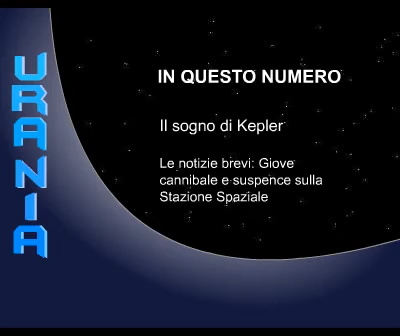 URANIA
IN QUESTO NUMERO
Il sogno di Kepler
Le notizie brevi: Giove
cannibale e suspence sulla
Stazione Spaziale